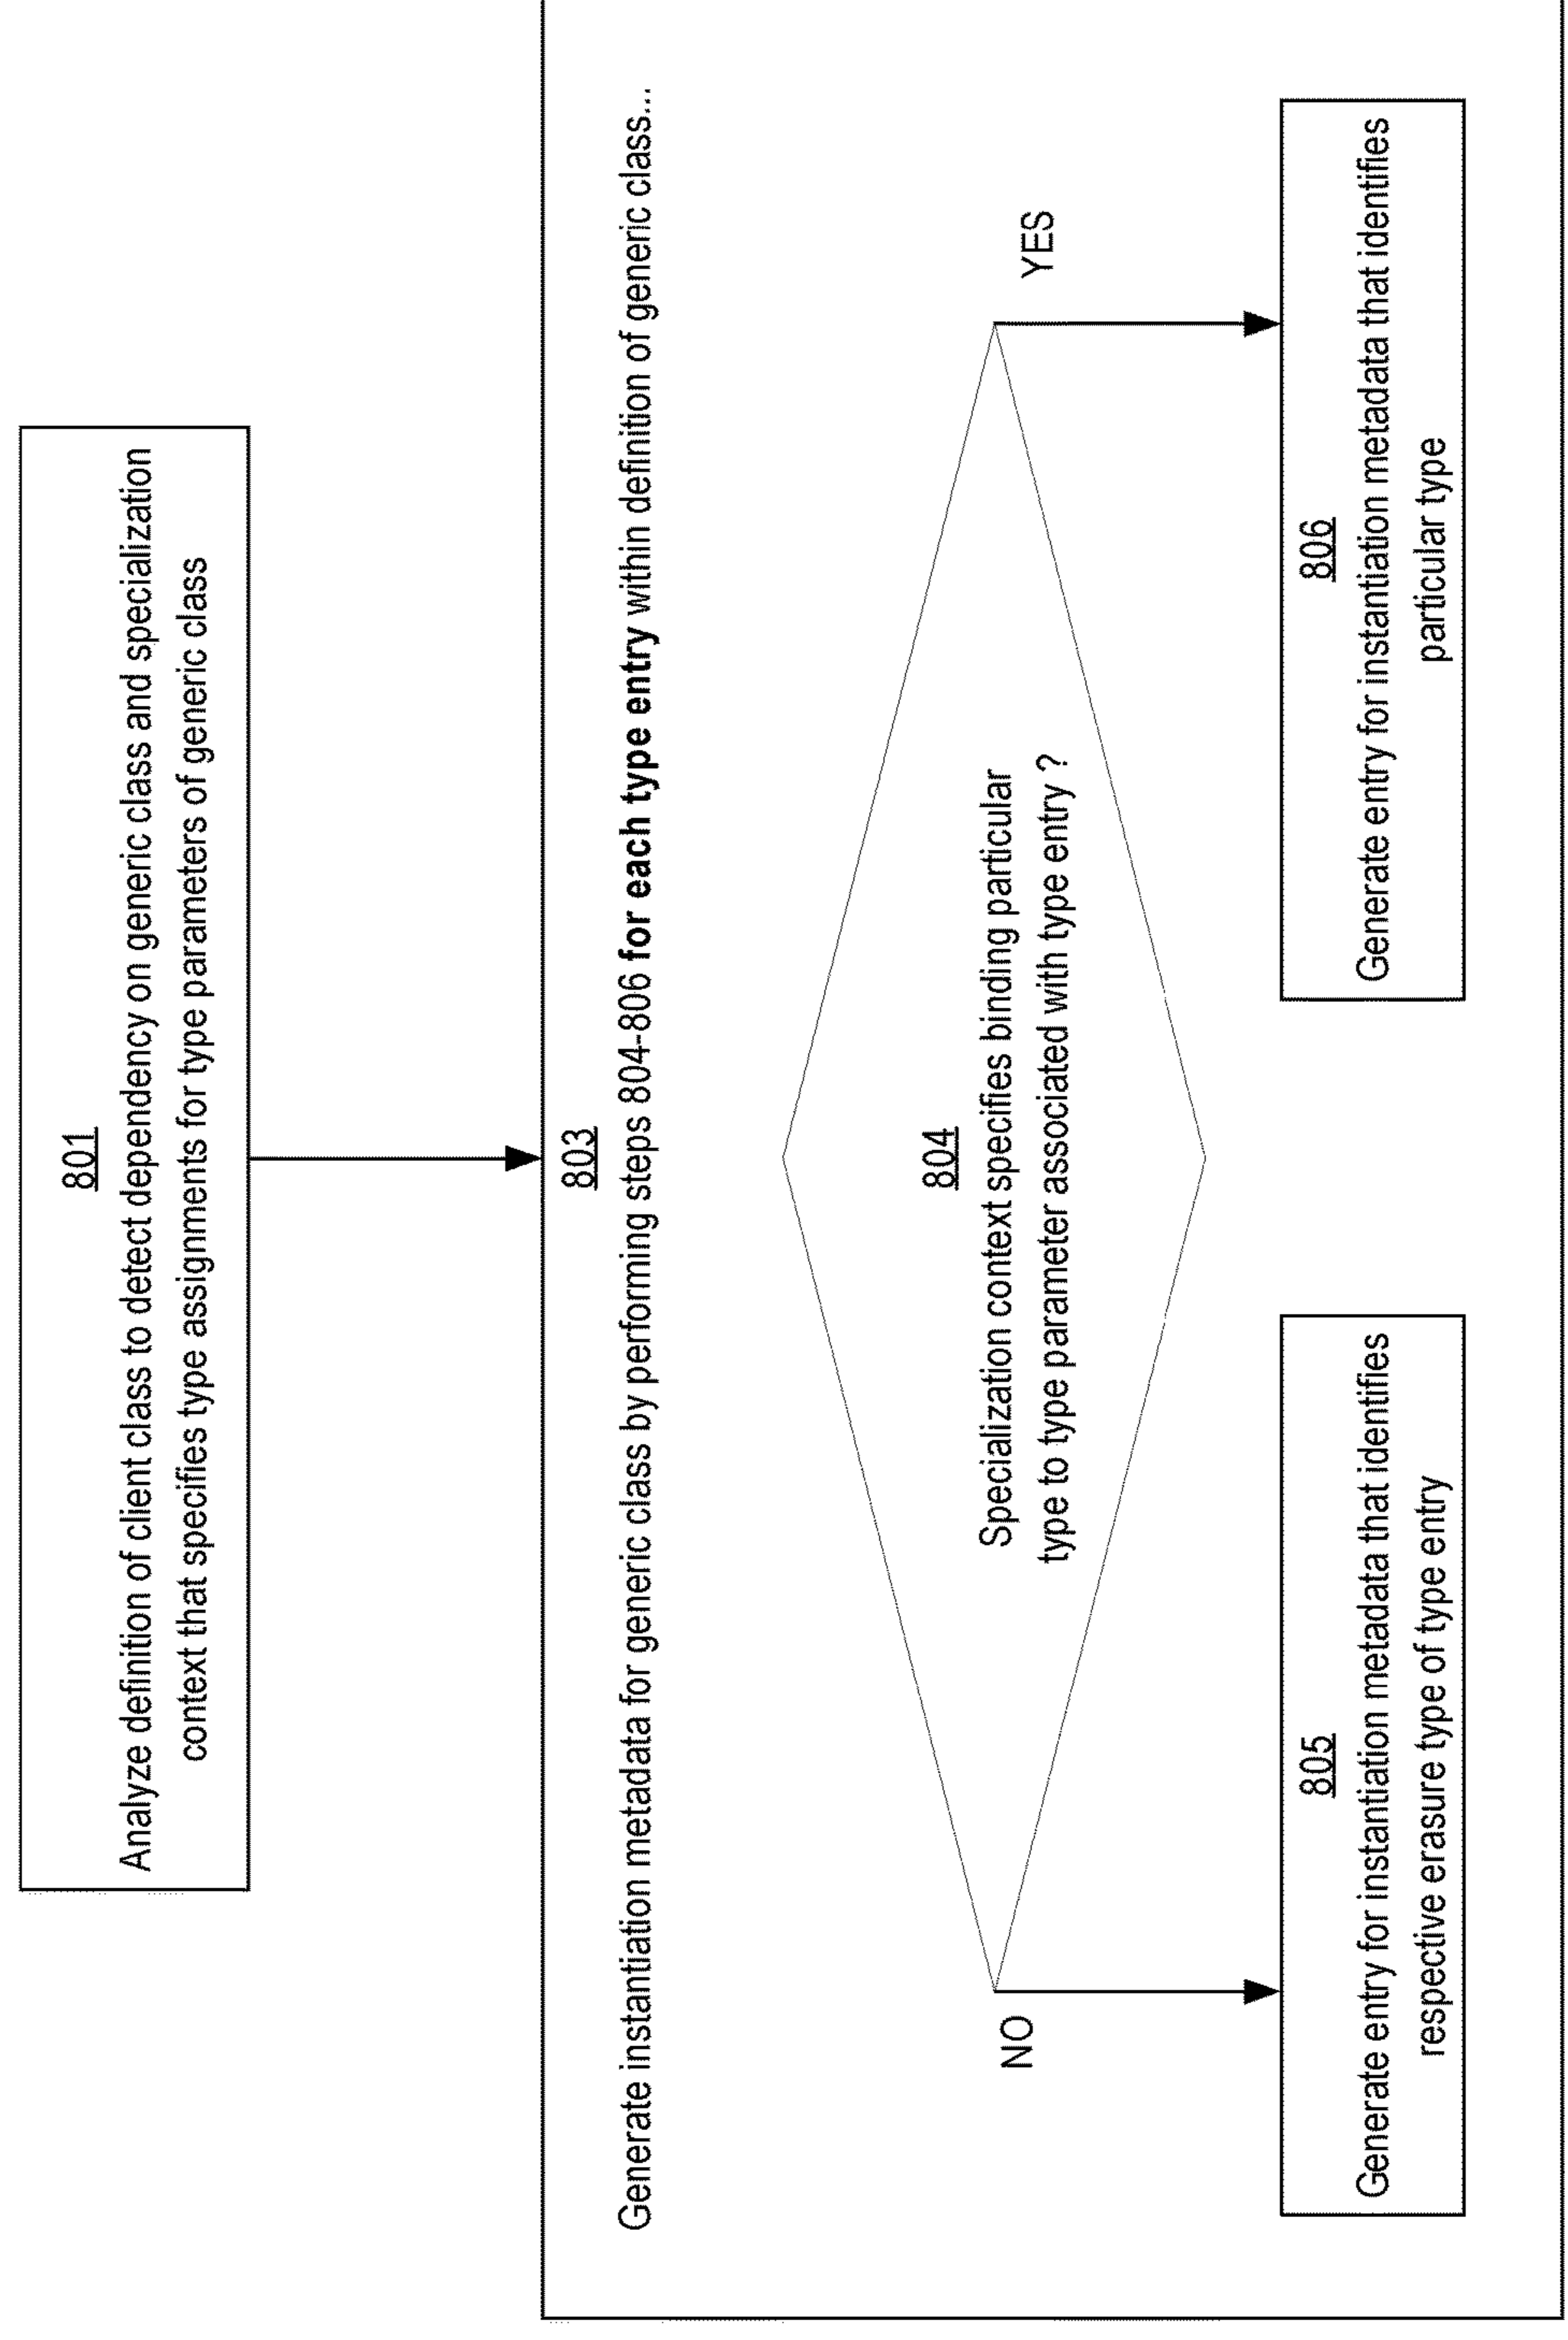 801
Analyze definition of client class to detect dependency on generic class and specialization
context that specifies type assignments for type parameters of generic class
803
Generate instantiation metadata for generic class by performing steps 804-806 for each type entry within definition of generic class...
804
Specialization context specifies binding particular
type to type parameter associated with type entry ?
NO
YES
805
Generate entry for instantiation metadata that identifies
respective erasure type of type entry
806
Generate entry for instantiation metadata that identifies
particular type